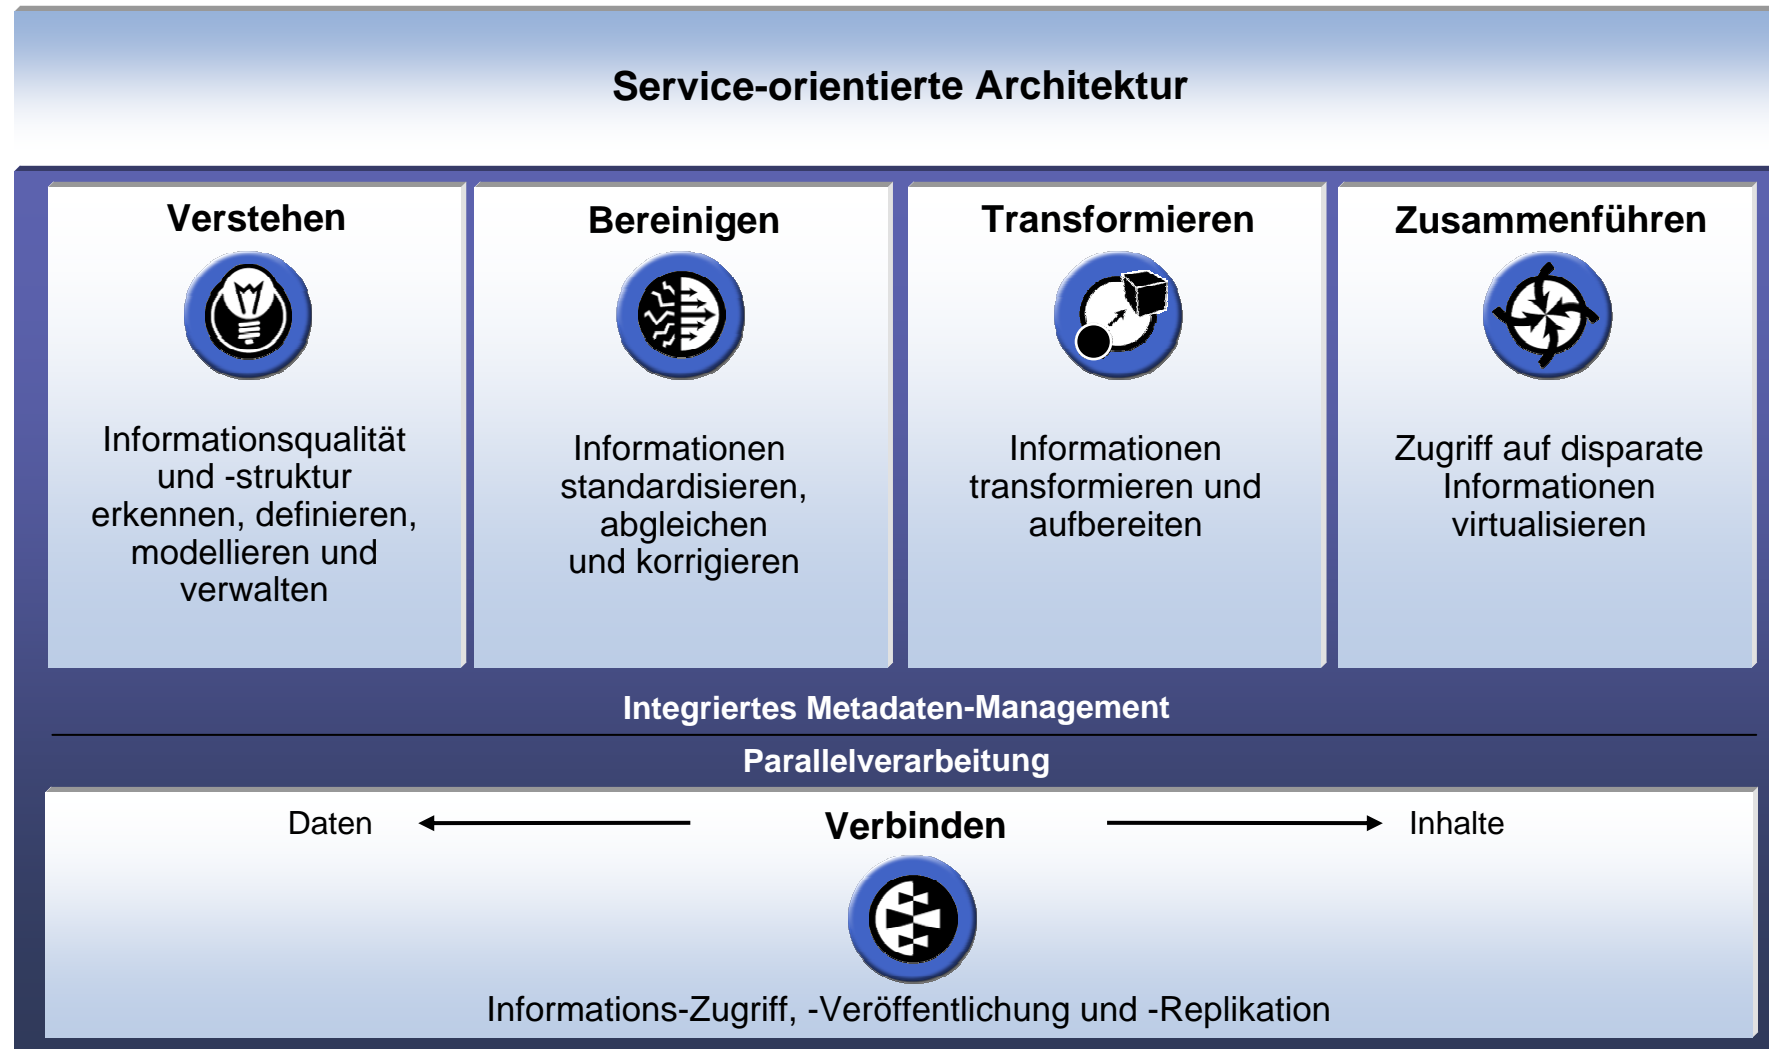 Service-orientierte Architektur
Verstehen
Informationsqualität
und -struktur
erkennen, definieren,
modellieren und
verwalten
Bereinigen
Informationen
standardisieren,
abgleichen
und korrigieren
Transformieren
Informationen
transformieren und
aufbereiten
Zusammenführen
Zugriff auf disparate
Informationen
virtualisieren
Integriertes Metadaten-Management
Parallelverarbeitung
Daten Verbinden Inhalte
Informations-Zugriff, -Veröffentlichung und -Replikation